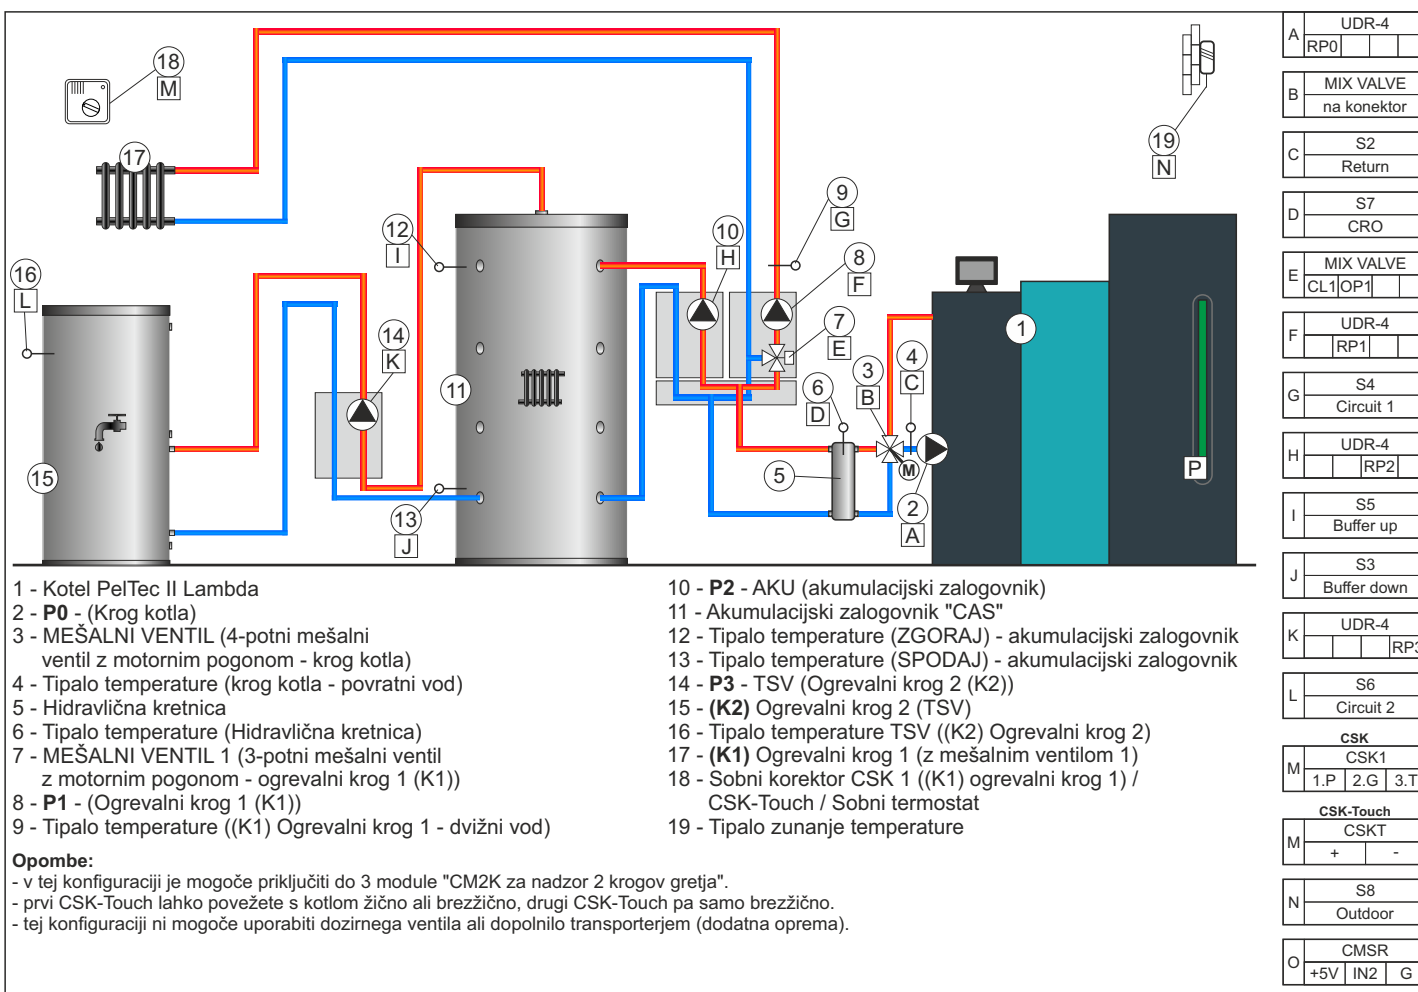 18
M
17
16
L
15
14
K
12
I
13
J
11
10
H
9
G
8
F
7
E
6
D
5
3
B
4
C
M
2
A
1
P
19
N
1 - Kotel PelTec II Lambda
2 - P0 - (Krog kotla)
3 - MEŠALNI VENTIL (4-potni mešalni
ventil z motornim pogonom - krog kotla)
4 - Tipalo temperature (krog kotla - povratni vod)
5 - Hidravlična kretnica
6 - Tipalo temperature (Hidravlična kretnica)
7 - MEŠALNI VENTIL 1 (3-potni mešalni ventil
z motornim pogonom - ogrevalni krog 1 (K1))
8 - P1 - (Ogrevalni krog 1 (K1))
9 - Tipalo temperature ((K1) Ogrevalni krog 1 - dvižni vod)
10 - P2 - AKU (akumulacijski zalogovnik)
11 - Akumulacijski zalogovnik "CAS"
12 - Tipalo temperature (ZGORAJ) - akumulacijski zalogovnik
13 - Tipalo temperature (SPODAJ) - akumulacijski zalogovnik
14 - P3 - TSV (Ogrevalni krog 2 (K2))
15 - (K2) Ogrevalni krog 2 (TSV)
16 - Tipalo temperature TSV ((K2) Ogrevalni krog 2)
17 - (K1) Ogrevalni krog 1 (z mešalnim ventilom 1)
18 - Sobni korektor CSK 1 ((K1) ogrevalni krog 1) /
CSK-Touch / Sobni termostat
19 - Tipalo zunanje temperature
Opombe:
- v tej konfiguraciji je mogoče priključiti do 3 module "CM2K za nadzor 2 krogov gretja".
- prvi CSK-Touch lahko povežete s kotlom žično ali brezžično, drugi CSK-Touch pa samo brezžično.
- tej konfiguraciji ni mogoče uporabiti dozirnega ventila ali dopolnilo transporterjem (dodatna oprema).
A UDR-4
RP0
B MIX VALVE
na konektor
C S2
Return
D S7
CRO
E MIX VALVE
CL1 OP1
F UDR-4
RP1
G S4
Circuit 1
H UDR-4
RP2
I S5
Buffer up
J S3
Buffer down
K UDR-4
RP3
L S6
Circuit 2
CSK
M CSK1
1.P 2.G 3.T
CSK-Touch
M CSKT
+ -
N S8
Outdoor
O CMSR
+5V IN2 G